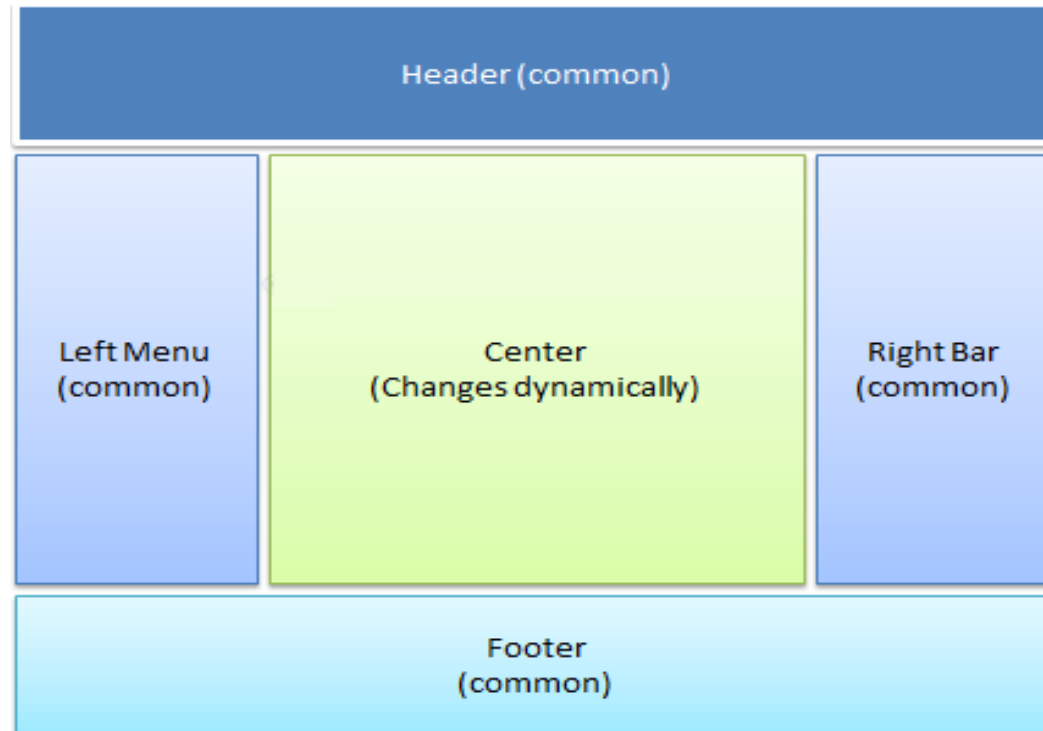 Header (common)
Left Menu
(common)
Center
(Changes dynamically)
Right Bar
(common)
Footer
(common)